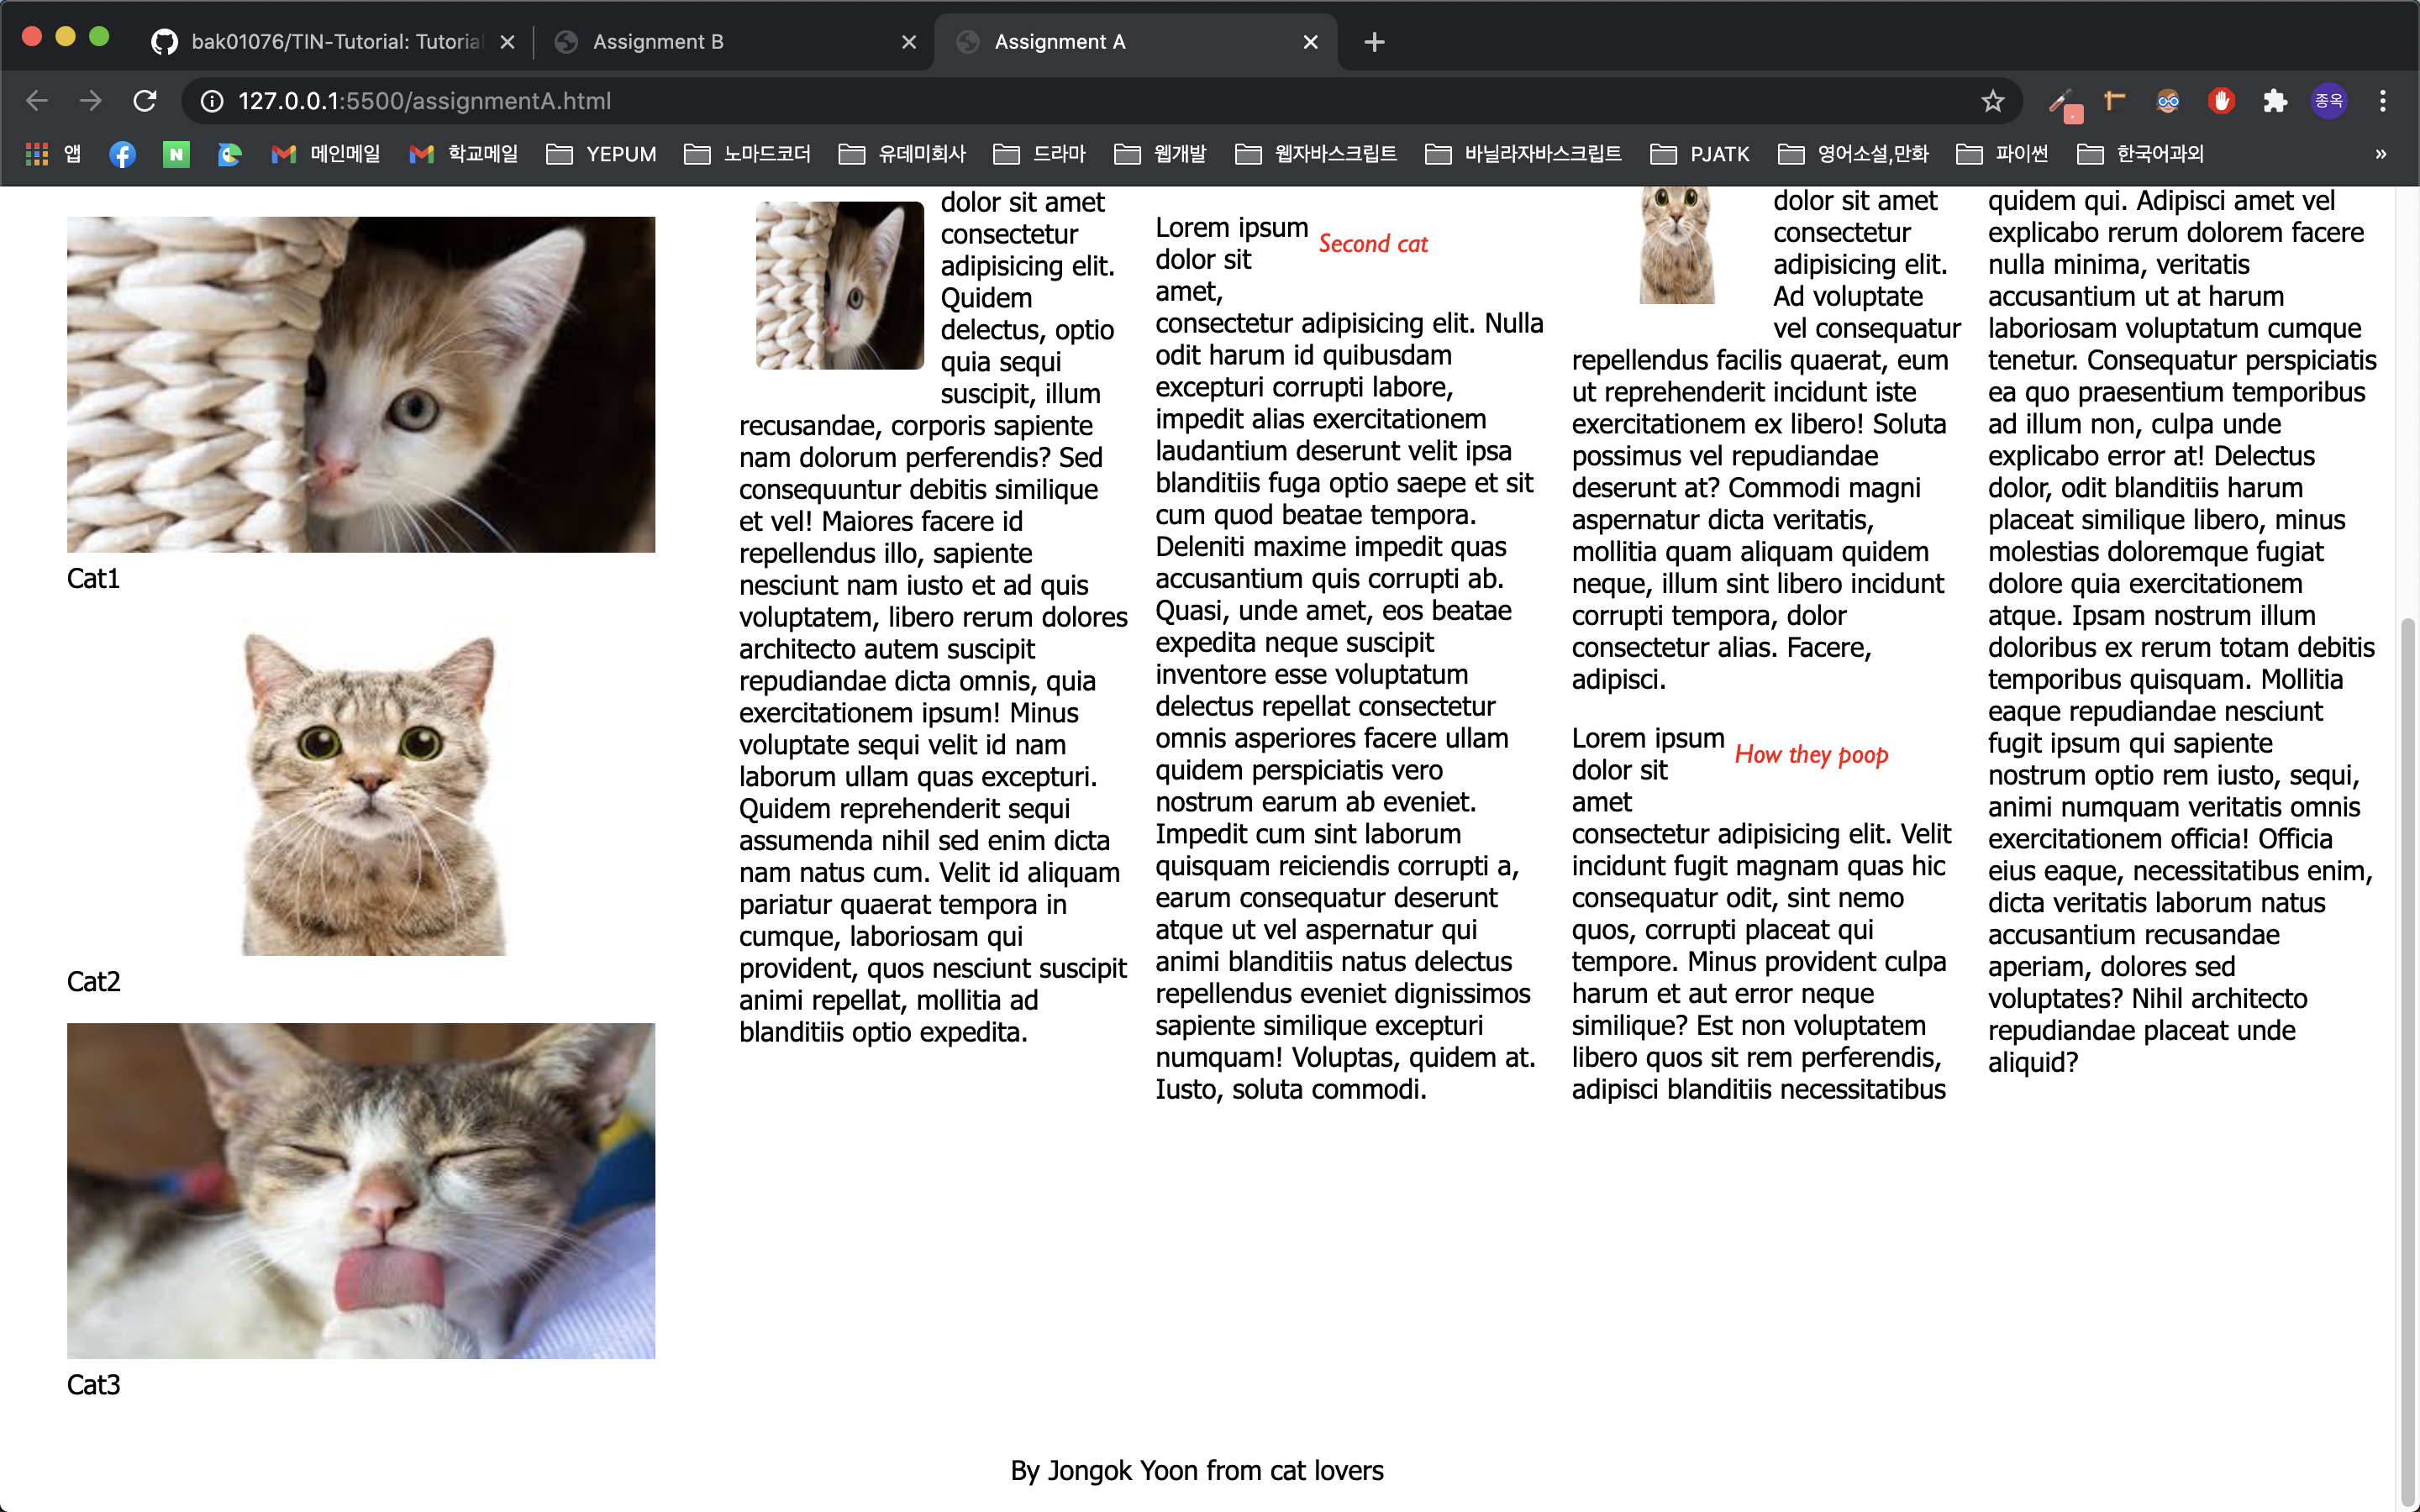 bak01076/TIN-Tutorial: Tutorial
Assignment B
Assignment A
127.0.0.1:5500/assignmentA.html
종옥
앱
메인메일
학교메일
YEPUM
노마드코더
유데미회사
드라마
웹개발
웹자바스크립트
바닐라자바스크립트
PJATK
영어소설,만화
파이썬
한국어과외
»
Cat1
Cat2
Cat3
dolor sit amet
consectetur
adipisicing elit.
Quidem
delectus, optio
quia sequi
suscipit, illum
recusandae, corporis sapiente
nam dolorum perferendis? Sed
consequuntur debitis similique
et vel! Maiores facere id
repellendus illo, sapiente
nesciunt nam iusto et ad quis
voluptatem, libero rerum dolores
architecto autem suscipit
repudiandae dicta omnis, quia
exercitationem ipsum! Minus
voluptate sequi velit id nam
laborum ullam quas excepturi.
Quidem reprehenderit sequi
assumenda nihil sed enim dicta
nam natus cum. Velit id aliquam
pariatur quaerat tempora in
cumque, laboriosam qui
provident, quos nesciunt suscipit
animi repellat, mollitia ad
blanditiis optio expedita.
Lorem ipsum
Second cat
dolor sit
amet,
consectetur adipisicing elit. Nulla
odit harum id quibusdam
excepturi corrupti labore,
impedit alias exercitationem
laudantium deserunt velit ipsa
blanditiis fuga optio saepe et sit
cum quod beatae tempora.
Deleniti maxime impedit quas
accusantium quis corrupti ab.
Quasi, unde amet, eos beatae
expedita neque suscipit
inventore esse voluptatum
delectus repellat consectetur
omnis asperiores facere ullam
quidem perspiciatis vero
nostrum earum ab eveniet.
Impedit cum sint laborum
quisquam reiciendis corrupti a,
earum consequatur deserunt
atque ut vel aspernatur qui
animi blanditiis natus delectus
repellendus eveniet dignissimos
sapiente similique excepturi
numquam! Voluptas, quidem at.
Iusto, soluta commodi.
dolor sit amet
consectetur
adipisicing elit.
Ad voluptate
vel consequatur
repellendus facilis quaerat, eum
ut reprehenderit incidunt iste
exercitationem ex libero! Soluta
possimus vel repudiandae
deserunt at? Commodi magni
aspernatur dicta veritatis,
mollitia quam aliquam quidem
neque, illum sint libero incidunt
corrupti tempora, dolor
consectetur alias. Facere,
adipisci.
Lorem ipsum
How they poop
dolor sit
amet
consectetur adipisicing elit. Velit
incidunt fugit magnam quas hic
consequatur odit, sint nemo
quos, corrupti placeat qui
tempore. Minus provident culpa
harum et aut error neque
similique? Est non voluptatem
libero quos sit rem perferendis,
adipisci blanditiis necessitatibus
quidem qui. Adipisci amet vel
explicabo rerum dolorem facere
nulla minima, veritatis
accusantium ut at harum
laboriosam voluptatum cumque
tenetur. Consequatur perspiciatis
ea quo praesentium temporibus
ad illum non, culpa unde
explicabo error at! Delectus
dolor, odit blanditiis harum
placeat similique libero, minus
molestias doloremque fugiat
dolore quia exercitationem
atque. Ipsam nostrum illum
doloribus ex rerum totam debitis
temporibus quisquam. Mollitia
eaque repudiandae nesciunt
fugit ipsum qui sapiente
nostrum optio rem iusto, sequi,
animi numquam veritatis omnis
exercitationem officia! Officia
eius eaque, necessitatibus enim,
dicta veritatis laborum natus
accusantium recusandae
aperiam, dolores sed
voluptates? Nihil architecto
repudiandae placeat unde
aliquid?
By Jongok Yoon from cat lovers